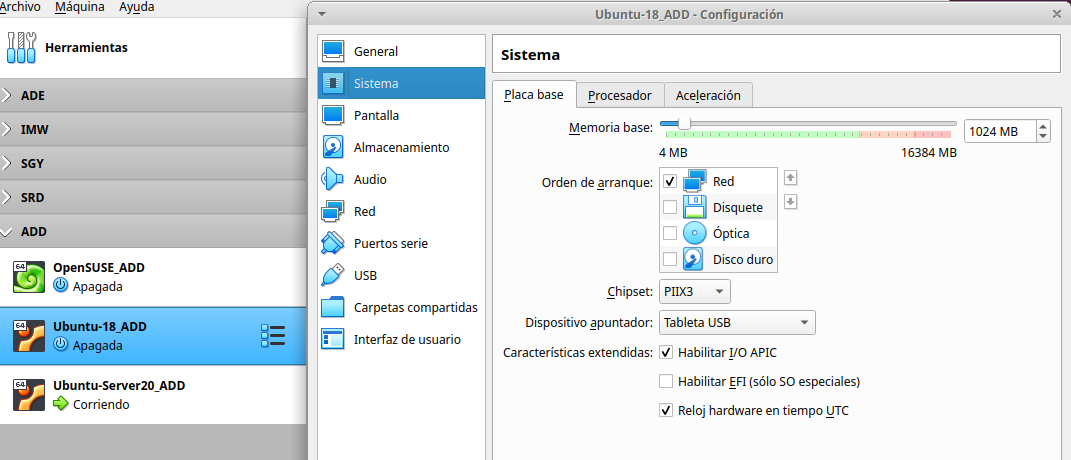 Archivo Máquina Ayuda
Herramientas
ADE
IMW
SGY
SRD
ADD
64
OpenSUSE_ADD
Apagada
64
Ubuntu-18_ADD
Apagada
64
Ubuntu-Server20_ADD
Corriendo
Ubuntu-18_ADD - Configuración
General
Sistema
Pantalla
Almacenamiento
Audio
Red
Puertos serie
USB
Carpetas compartidas
Interfaz de usuario
Sistema
Placa base Procesador Aceleración
Memoria base: 1024 MB
4 MB 16384 MB
Orden de arranque: Red
Disquete
Óptica
Disco duro
Chipset: PIIX3
Dispositivo apuntador: Tableta USB
Características extendidas: Habilitar I/O APIC
Habilitar EFI (sólo SO especiales)
Reloj hardware en tiempo UTC